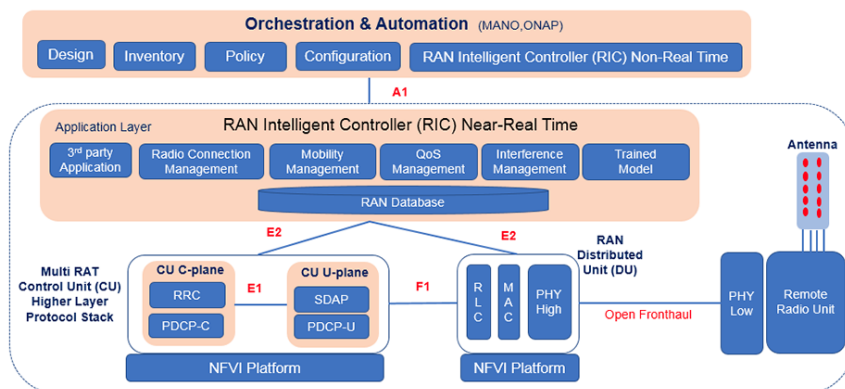 Orchestration & Automation (MANO,ONAP)
Design
Inventory
Policy
Configuration
RAN Intelligent Controller (RIC) Non-Real Time
A1
Application Layer
RAN Intelligent Controller (RIC) Near-Real Time
3rd party
Application
Radio Connection
Management
Mobility
Management
QoS
Management
Interference
Management
Trained
Model
RAN Database
Antenna
E2
E2
RAN
Distributed
Unit (DU)
Multi RAT
Control Unit (CU)
Higher Layer
Protocol Stack
CU C-plane
RRC
PDCP-C
E1
CU U-plane
SDAP
PDCP-U
F1
RLC
MAC
PHY
High
Open Fronthaul
PHY
Low
Remote
Radio Unit
NFVI Platform
NFVI Platform